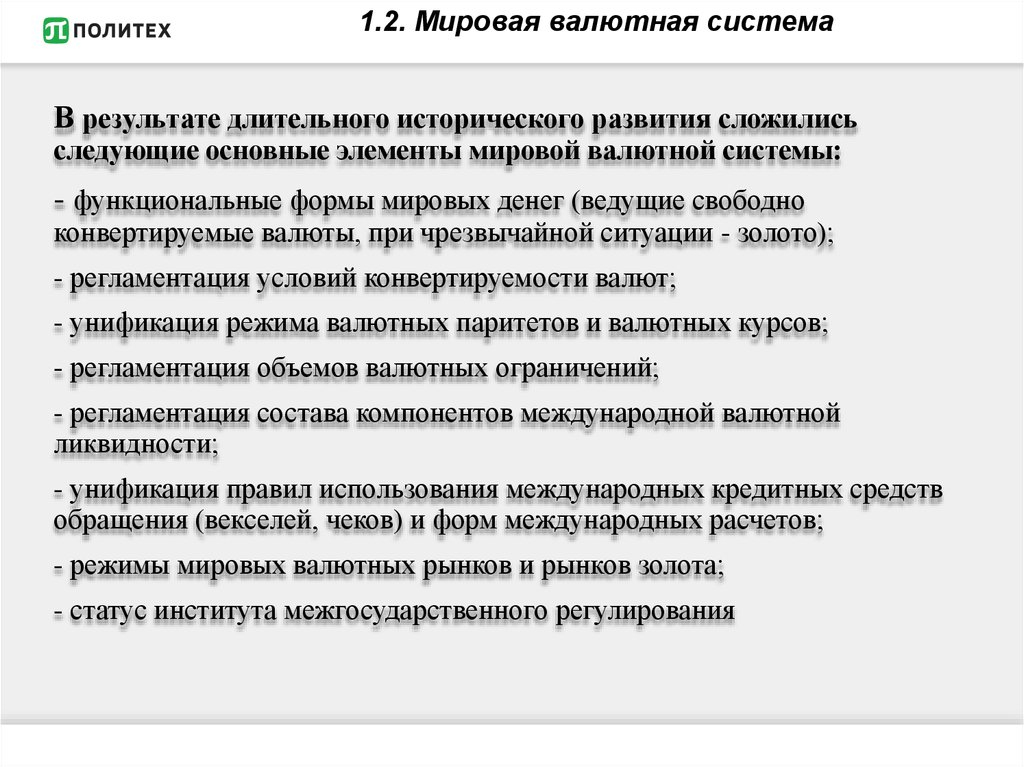 ПОЛИТЕХ
1.2. Мировая валютная система
В результате длительного исторического развития сложились
следующие основные элементы мировой валютной системы:
- функциональные формы мировых денег (ведущие свободно
конвертируемые валюты, при чрезвычайной ситуации - золото);
- регламентация условий конвертируемости валют;
- унификация режима валютных паритетов и валютных курсов;
- регламентация объемов валютных ограничений;
- регламентация состава компонентов международной валютной
ликвидности;
- унификация правил использования международных кредитных средств
обращения (векселей, чеков) и форм международных расчетов;
- режимы мировых валютных рынков и рынков золота;
- статус института межгосударственного регулирования